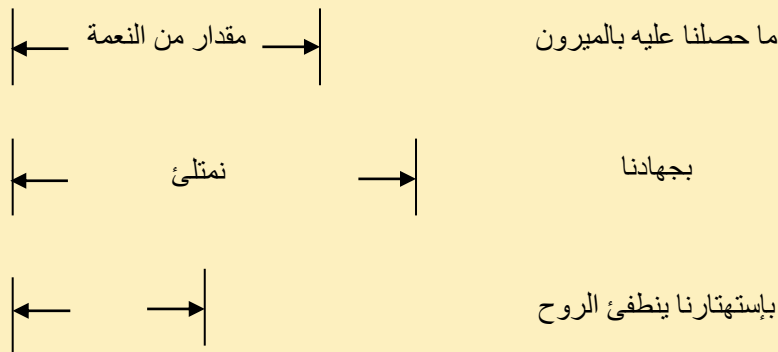 ما حصلنا عليه بالميرون مقدار من النعمة
بجهادنا نمتلئ
بإستهتارنا ينطفئ الروح